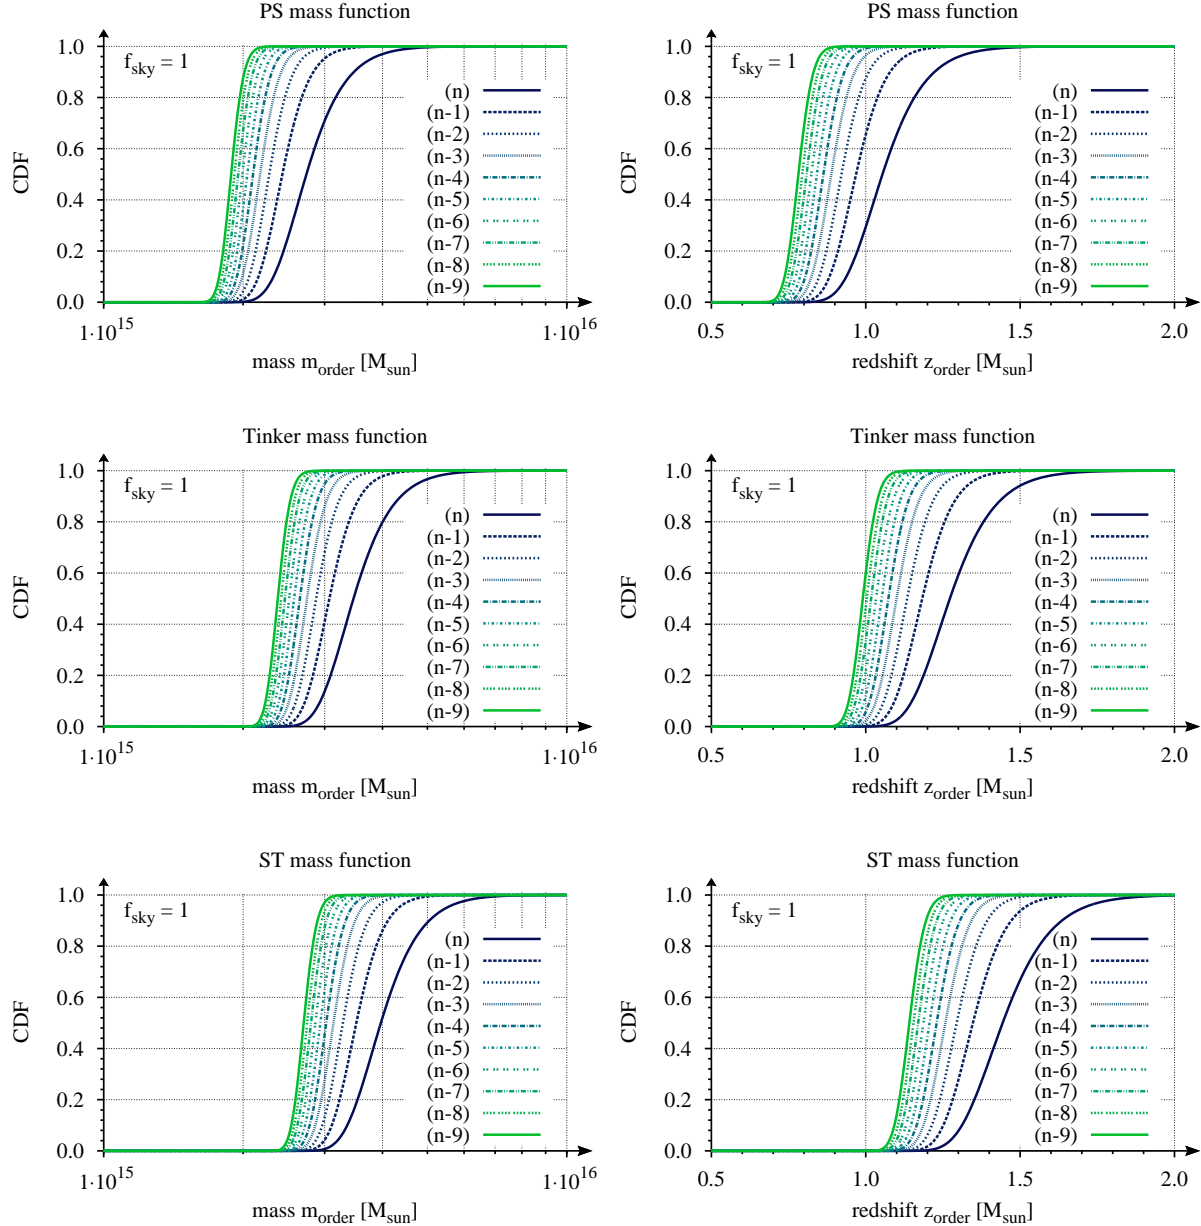 PS mass function
f_sky = 1
CDF
1.0
0.8
0.6
0.4
0.2
0.0
(n)
(n-1)
(n-2)
(n-3)
(n-4)
(n-5)
(n-6)
(n-7)
(n-8)
(n-9)
1·10^15
1·10^16
mass m_order [M_sun]
PS mass function
f_sky = 1
CDF
1.0
0.8
0.6
0.4
0.2
0.0
(n)
(n-1)
(n-2)
(n-3)
(n-4)
(n-5)
(n-6)
(n-7)
(n-8)
(n-9)
0.5 1.0 1.5 2.0
redshift z_order [M_sun]
Tinker mass function
f_sky = 1
CDF
1.0
0.8
0.6
0.4
0.2
0.0
(n)
(n-1)
(n-2)
(n-3)
(n-4)
(n-5)
(n-6)
(n-7)
(n-8)
(n-9)
1·10^15
1·10^16
mass m_order [M_sun]
Tinker mass function
f_sky = 1
CDF
1.0
0.8
0.6
0.4
0.2
0.0
(n)
(n-1)
(n-2)
(n-3)
(n-4)
(n-5)
(n-6)
(n-7)
(n-8)
(n-9)
0.5 1.0 1.5 2.0
redshift z_order [M_sun]
ST mass function
f_sky = 1
CDF
1.0
0.8
0.6
0.4
0.2
0.0
(n)
(n-1)
(n-2)
(n-3)
(n-4)
(n-5)
(n-6)
(n-7)
(n-8)
(n-9)
1·10^15
1·10^16
mass m_order [M_sun]
ST mass function
f_sky = 1
CDF
1.0
0.8
0.6
0.4
0.2
0.0
(n)
(n-1)
(n-2)
(n-3)
(n-4)
(n-5)
(n-6)
(n-7)
(n-8)
(n-9)
0.5 1.0 1.5 2.0
redshift z_order [M_sun]